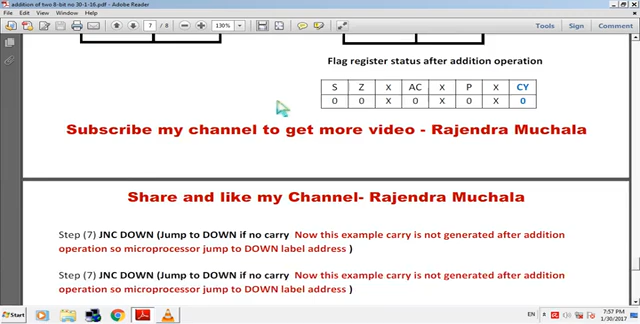 addition of two 8-bit no 30-1-16.pdf - Adobe Reader
File Edit View Window Help
7 / 8 130% Tools Sign Comment
Flag register status after addition operation
S Z X AC X P X CY
0 0 X 0 X 0 X 0
Subscribe my channel to get more video - Rajendra Muchala
Share and like my Channel- Rajendra Muchala
Step (7) JNC DOWN (Jump to DOWN if no carry Now this example carry is not generated after addition
operation so microprocessor jump to DOWN label address )
Step (7) JNC DOWN (Jump to DOWN if no carry Now this example carry is not generated after addition
operation so microprocessor jump to DOWN label address )
Start EN 7:57 PM
1/30/2017